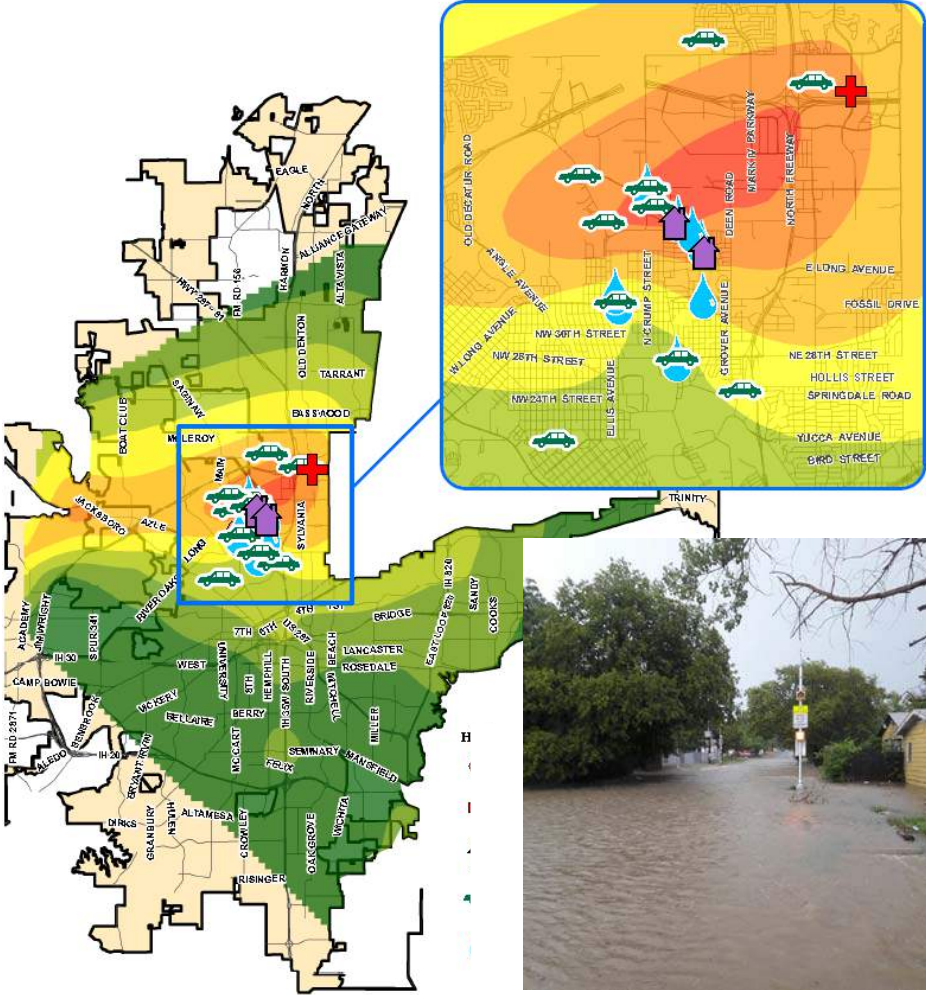 OLD DECATUR ROAD
MARK IV PARKWAY
NORTH FREEWAY
DEEN ROAD
ANGLE AVENUE
E LONG AVENUE
FOSSIL DRIVE
W LONG AVENUE
N CRUMP STREET
GROVER AVENUE
NW 30TH STREET
NW 28TH STREET
NE 28TH STREET
HOLLIS STREET
SPRINGDALE ROAD
NW 24TH STREET
ELLIS AVENUE
YUCCA AVENUE
BIRD STREET
EAGLE
NORTH
ALLIANCE GATEWAY
HARMON
ALTA VISTA
FM RD 156
HWY 287
OLD DENTON
TARRANT
SAGINAW
BASSWOOD
BOAT CLUB
MCLEROY
MAIN
JACKSBORO
AZLE
LONG
SYLVANIA
TRINITY
RIVER OAKS
4TH
1ST
BRIDGE
EAST LOOP 820
IH 820
SANDY
COOKS
ACADEMY
JIM WRIGHT
SPUR 341
7TH
6TH
US 287
LANCASTER
ROSEDALE
IH 30
WEST
UNIVERSITY
8TH
HEMPHILL
IH 35W SOUTH
RIVERSIDE
BEACH
MITCHELL
CAMP BOWIE
VICKERY
BELLAIRE
BERRY
MILLER
FM RD 2871
ALEDO
BENBROOK
IH 20
BRYANT IRVIN
MC CART
SEMINARY
FELIX
MANSFIELD
DIRKS
GRANBURY
HULEN
ALTAMESA
CROWLEY
OAK GROVE
WICHITA
RISINGER
H